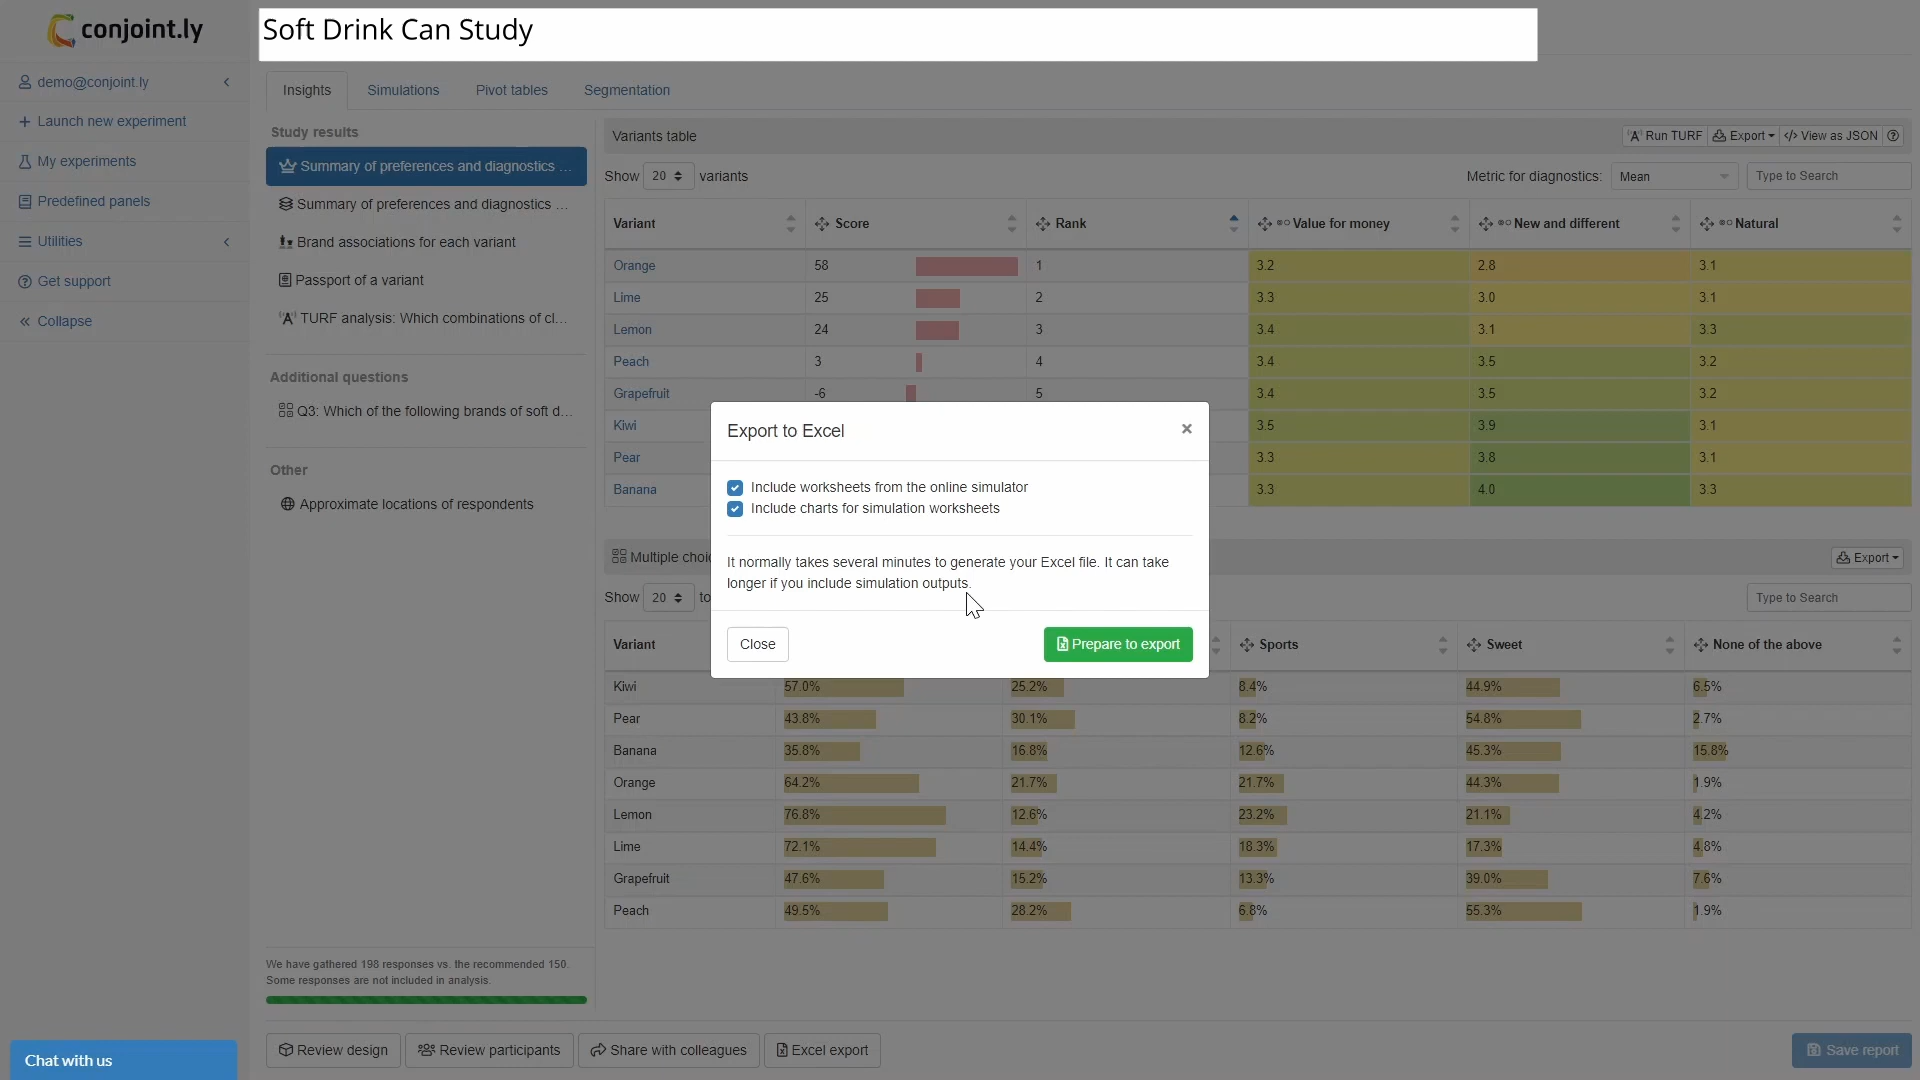 conjoint.ly
Soft Drink Can Study
demo@conjoint.ly
Launch new experiment
My experiments
Predefined panels
Utilities
Get support
Collapse
Insights
Simulations
Pivot tables
Segmentation
Study results
Summary of preferences and diagnostics ...
Summary of preferences and diagnostics ...
Brand associations for each variant
Passport of a variant
TURF analysis: Which combinations of cl...
Additional questions
Q3: Which of the following brands of soft d...
Other
Approximate locations of respondents
We have gathered 198 responses vs. the recommended 150.
Some responses are not included in analysis.
Variants table
Run TURF Export </> View as JSON
Show 20 variants
Metric for diagnostics: Mean Type to Search
Variant Score Rank Value for money New and different Natural
Orange 58 1 3.2 2.8 3.1
Lime 25 2 3.3 3.0 3.1
Lemon 24 3 3.4 3.1 3.3
Peach 3 4 3.4 3.5 3.2
Grapefruit -6 5 3.4 3.5 3.2
Kiwi 3.5 3.9 3.1
Pear 3.3 3.8 3.1
Banana 3.3 4.0 3.3
Export to Excel ×
Include worksheets from the online simulator
Include charts for simulation worksheets
It normally takes several minutes to generate your Excel file. It can take
longer if you include simulation outputs.
Close
Prepare to export
Multiple choi
Export
Show 20 to
Type to Search
Variant Sports Sweet None of the above
Kiwi 57.0% 25.2% 8.4% 44.9% 6.5%
Pear 43.8% 30.1% 8.2% 54.8% 2.7%
Banana 35.8% 16.8% 12.6% 45.3% 15.8%
Orange 64.2% 21.7% 21.7% 44.3% 1.9%
Lemon 76.8% 12.6% 23.2% 21.1% 4.2%
Lime 72.1% 14.4% 18.3% 17.3% 4.8%
Grapefruit 47.6% 15.2% 13.3% 39.0% 7.6%
Peach 49.5% 28.2% 6.8% 55.3% 1.9%
Chat with us
Review design
Review participants
Share with colleagues
Excel export
Save report